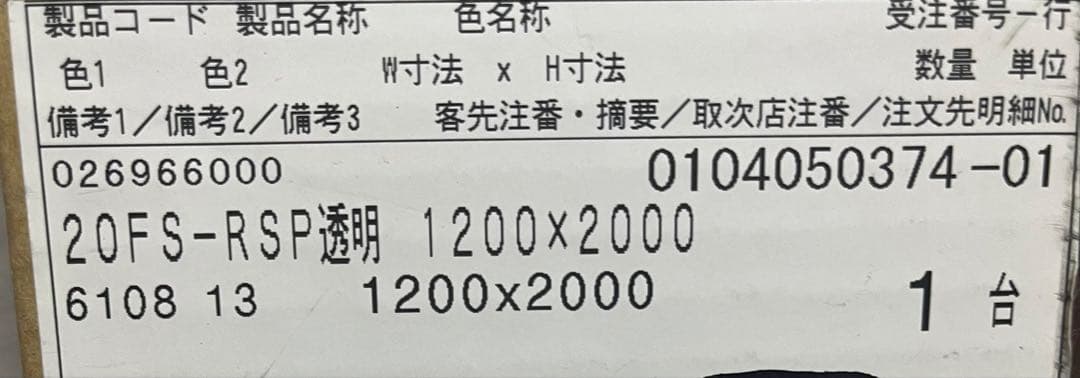 製品コード 製品名称 色名称 受注番号-行
色1 色2 W寸法 x H寸法 数量 単位
備考1/備考2/備考3 客先注番・摘要/取次店注番/注文先明細No.
026966000 0104050374-01
20FS-RSP透明 1200×2000
6108 13 1200x2000 1 台